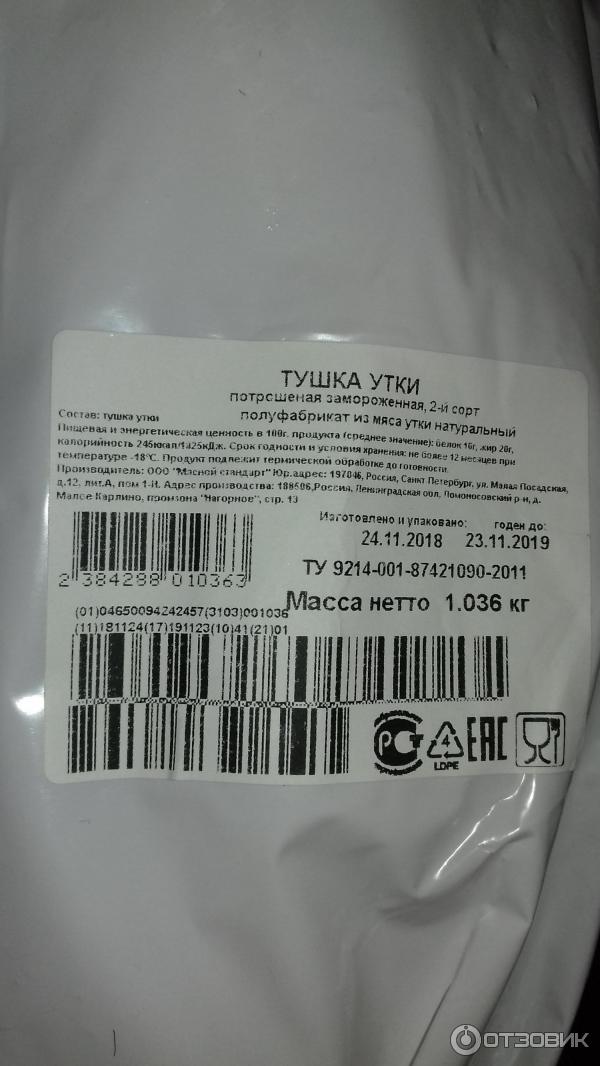 ТУШКА УТКИ
потрошеная замороженная, 2-й сорт
полуфабрикат из мяса утки натуральный
Состав: тушка утки
Пищевая и энергетическая ценность в 100г. продукта (среднее значение): белок 16г, жир 20г,
калорийность 245ккал/1025кДж. Срок годности и условия хранения: не более 12 месяцев при
температуре -18°С. Продукт подлежит термической обработке до готовности.
Производитель: ООО "Мясной стандарт" Юр.адрес: 197046, Россия, Санкт Петербург, ул. Малая Посадская,
д.12, лит.А, пом 1-Н. Адрес производства: 188506,Россия, Ленинградская обл, Ломоносовский р-н, д.
Малое Карлино, промзона "Нагорное", стр. 13
Изготовлено и упаковано: годен до:
24.11.2018 23.11.2019
ТУ 9214-001-87421090-2011
2 384288 010363
Масса нетто 1.036 кг
(01)04650094242457(3103)001036
(11)181124(17)191123(10)41(21)01
РСТ 4 EAC
LDPE
ОТЗОВИК